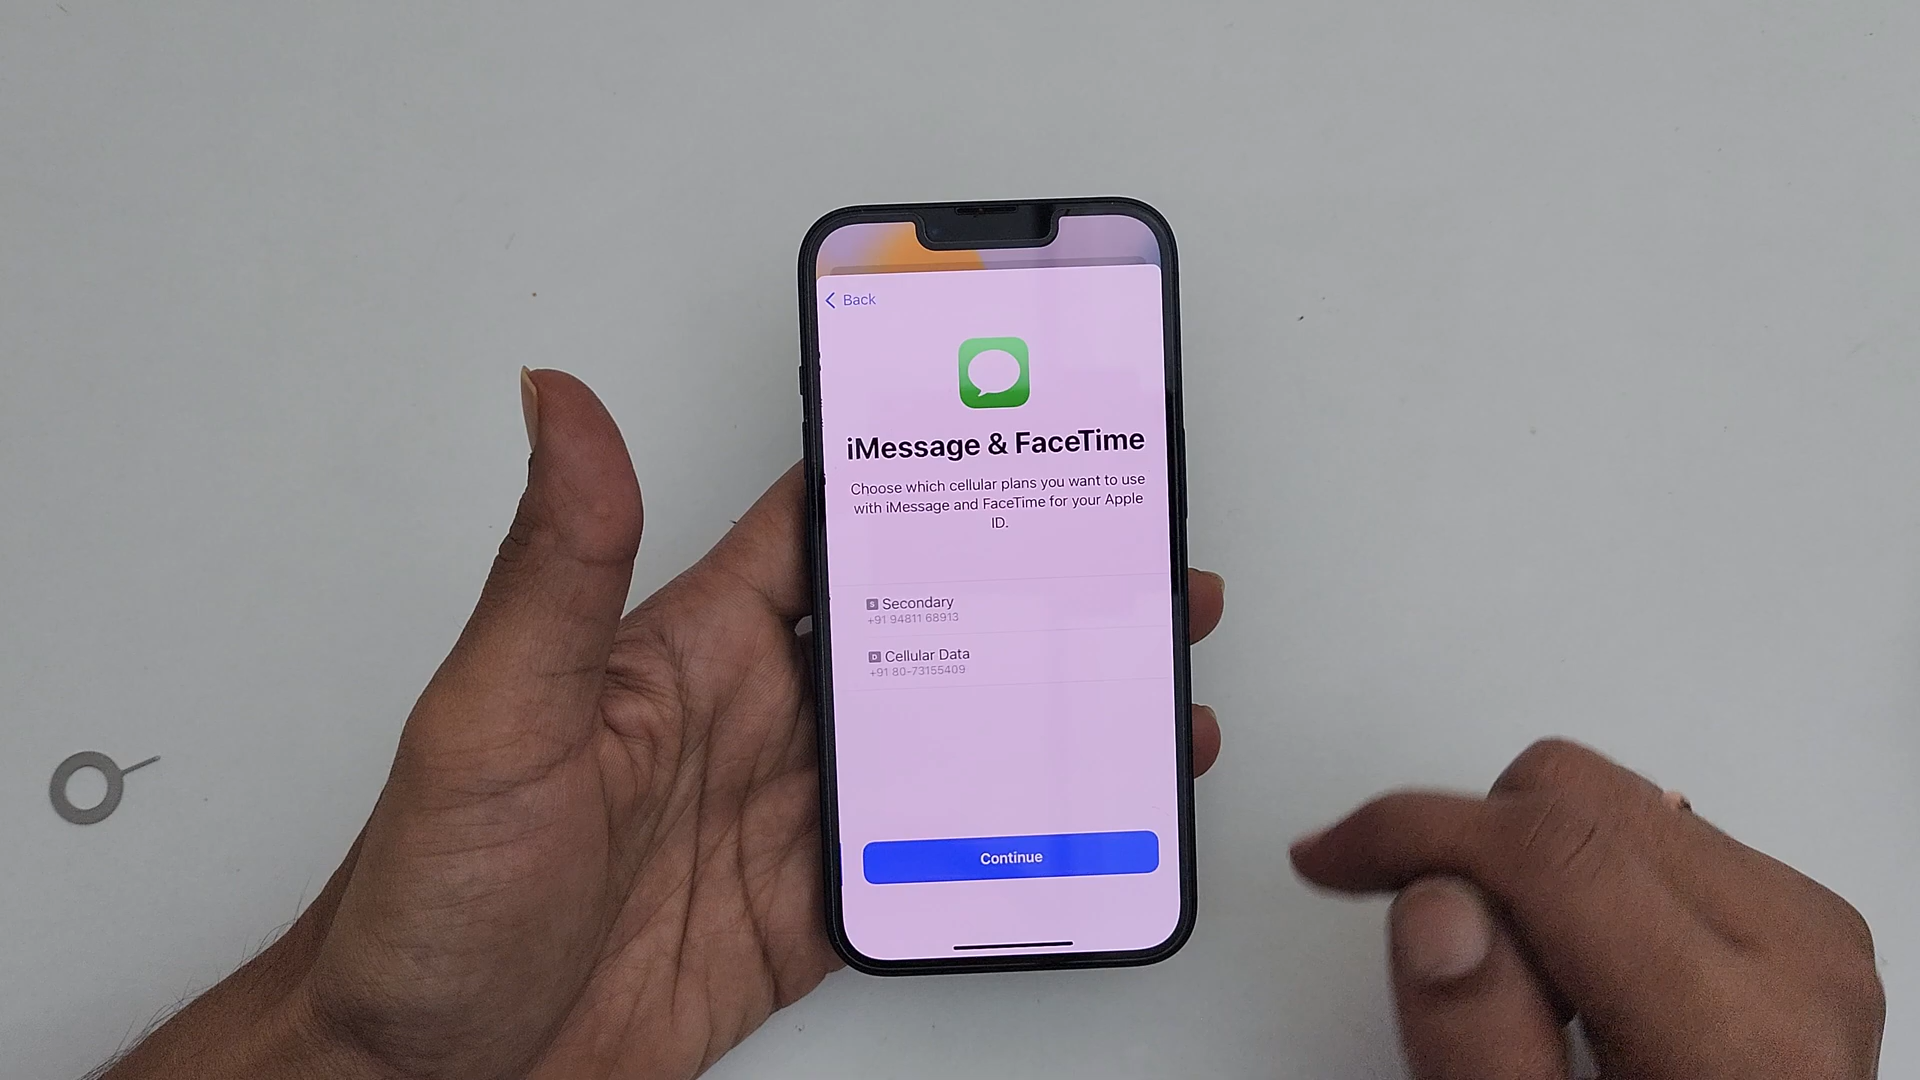 Back
iMessage & FaceTime
Choose which cellular plans you want to use
with iMessage and FaceTime for your Apple
ID.
S Secondary
+91 94811 68913
D Cellular Data
+91 80-73155409
Continue